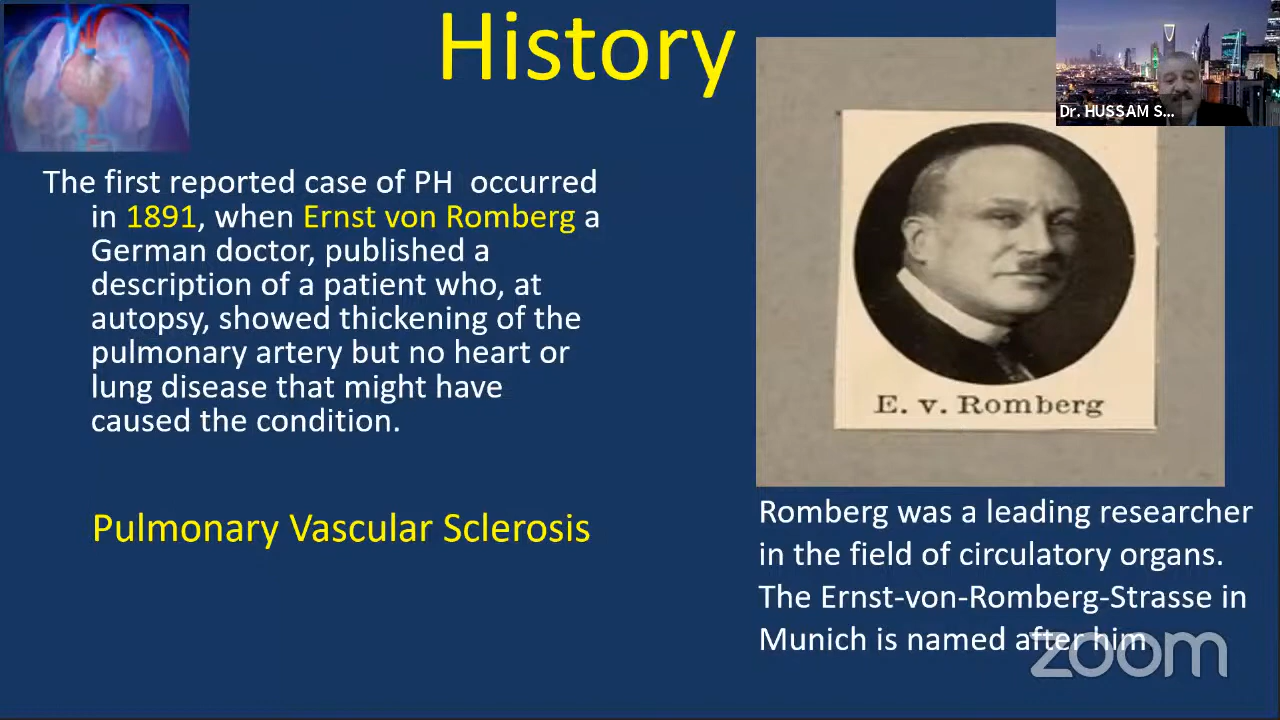 History
Dr. HUSSAM S...
The first reported case of PH occurred
in 1891, when Ernst von Romberg a
German doctor, published a
description of a patient who, at
autopsy, showed thickening of the
pulmonary artery but no heart or
lung disease that might have
caused the condition.
Pulmonary Vascular Sclerosis
E. v. Romberg
Romberg was a leading researcher
in the field of circulatory organs.
The Ernst-von-Romberg-Strasse in
Munich is named after him.
zoom